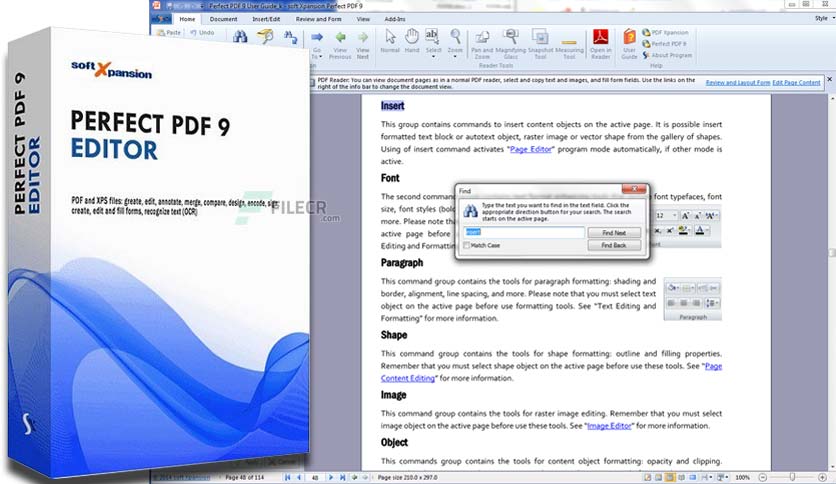 soft Xpansion
PERFECT PDF 9
EDITOR
PDF and XPS files: greate, edit, annotate, merge, compare, design, encode, sign,
create, edit and fill forms, recognize text (OCR)
PERFECT PDF 9
EDITOR
FILECR
.com
Perfect PDF 9 User Guide_k - soft Xpansion Perfect PDF 9
Home Document Insert/Edit Review and Form View Add-Ins Style
Paste Undo
Go To Previous View Next View Hand Normal Select Zoom Pan and Zoom Magnifying Glass Snapshot Tool Measuring Tool Open in Reader User Guide
PDF Xpansion
Perfect PDF 9
About Program
Reader Tools Help
PDF Reader: You can view document pages as in a normal PDF reader, select and copy text and images, and fill form fields. Use the links on
the right of the info bar to change the document view.
Review and Layout Form Edit Page Content
Insert
This group contains commands to insert content objects on the active page. It is possible insert
formatted text block or autotext object, raster image or vector shape from the gallery of shapes.
Using of insert command activates "Page Editor" program mode automatically, if other mode is
active.
Font
The second command font typefaces, font
size, font styles (bold
more. Please note tha
active page before
Editing and Formattin
12
Find
Type the text you want to find in the text field. Click the
appropriate direction button for your search. The search
starts on the active page.
insert
Find Next
Match Case
Find Back
Paragraph
This command group contains the tools for paragraph formatting: shading and
border, alignment, line spacing, and more. Please note that you must select text
object on the active page before use formatting tools. See "Text Editing and
Formatting" for more information.
Paragraph
Shape
This command group contains the tools for shape formatting: outline and filling properties.
Remember that you must select shape object on the active page before use these tools. See "Page
Content Editing" for more information.
Image
This command group contains the tools for raster image editing. Remember that you must select
image object on the active page before use these tools. See "Image Editor" for more information.
Object
This commands group contains the tools for content object formatting: opacity and clipping.
© 2014 soft Xpansion Page 48 of 114 48 Page size 210.0 x 297.0 100%